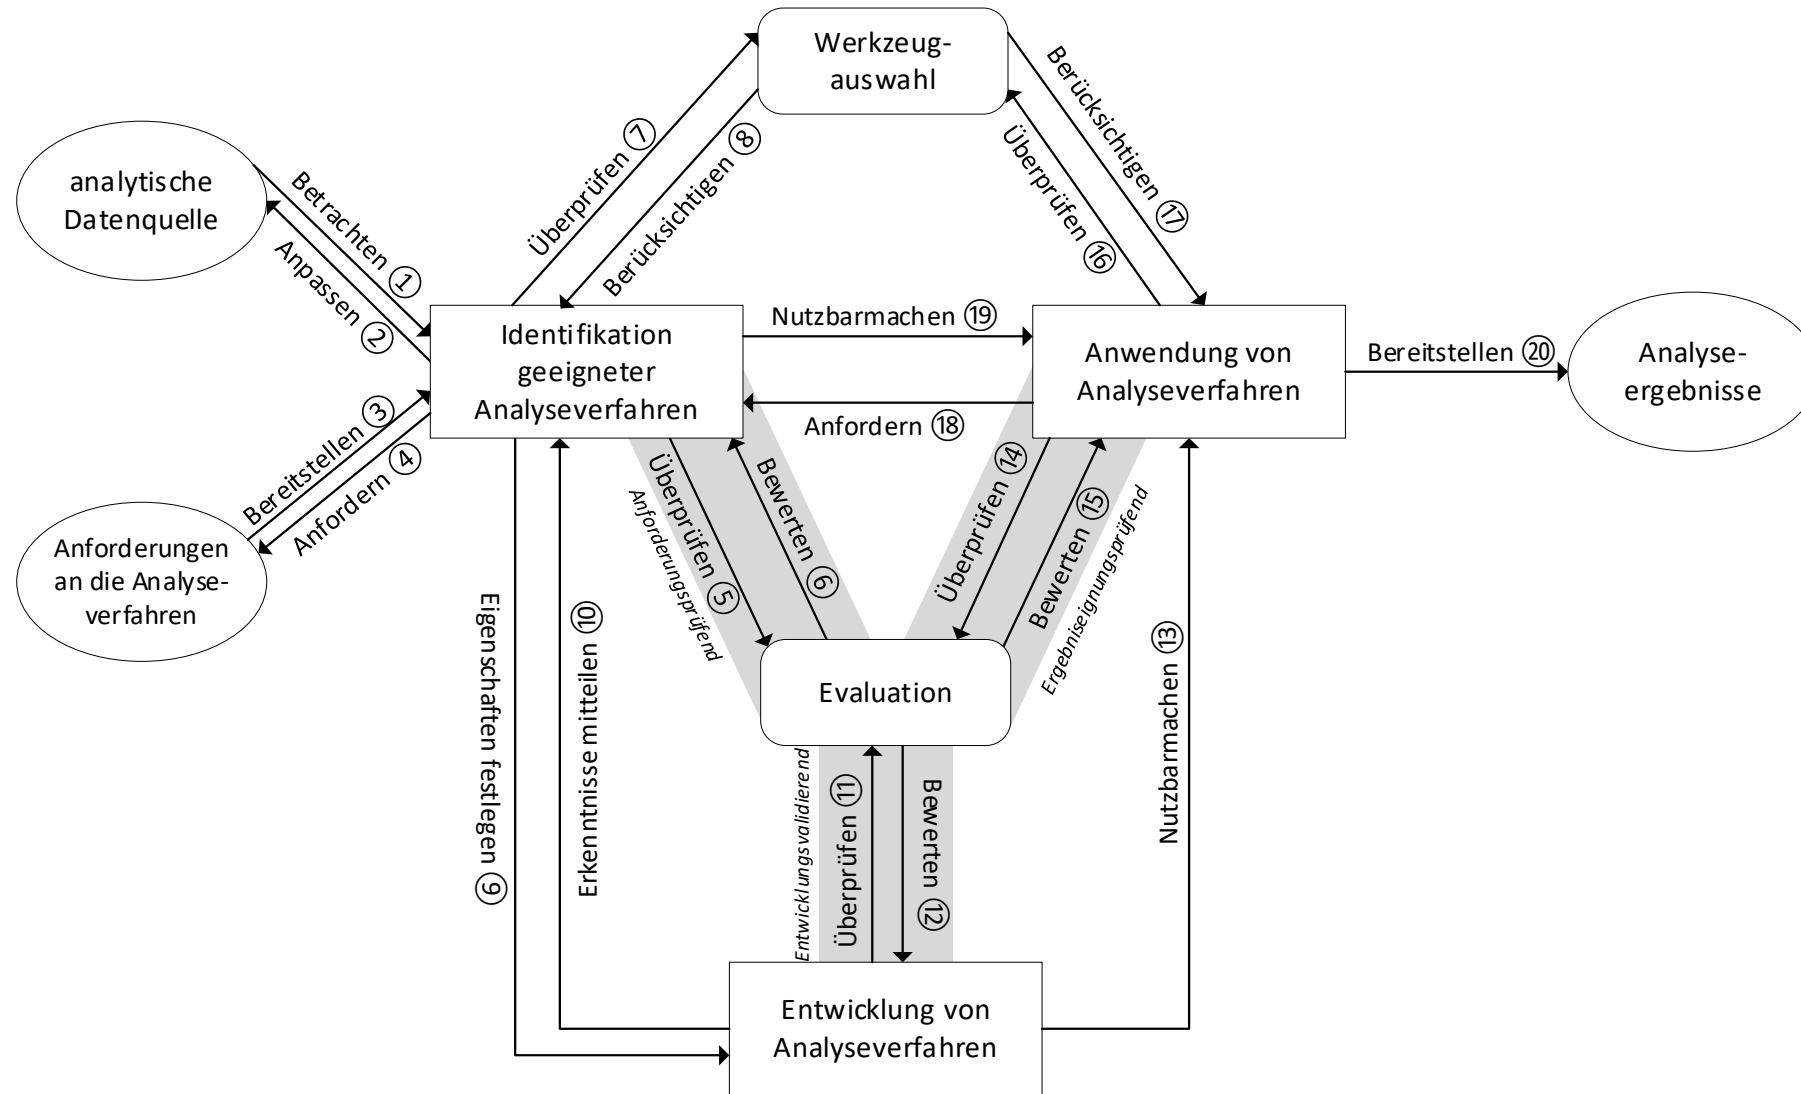 Werkzeug-
auswahl
analytische
Datenquelle
Betrachten ①
Anpassen ②
Überprüfen ⑦
Berücksichtigen ⑧
Überprüfen ⑯
Berücksichtigen ⑰
Identifikation
geeigneter
Analyseverfahren
Nutzbarmachen ⑲
Anfordern ⑱
Anwendung von
Analyseverfahren
Bereitstellen ⑳
Analyse-
ergebnisse
Bereitstellen ③
Anfordern ④
Anforderungen
an die Analyse-
verfahren
Überprüfen ⑤
Anforderungsprüfend
Bewerten ⑥
Überprüfen ⑭
Bewerten ⑮
Ergebniseignungsprüfend
Evaluation
Eigenschaften festlegen ⑨
Erkenntnisse mitteilen ⑩
Entwicklungsvalidierend
Überprüfen ⑪
Bewerten ⑫
Nutzbarmachen ⑬
Entwicklung von
Analyseverfahren